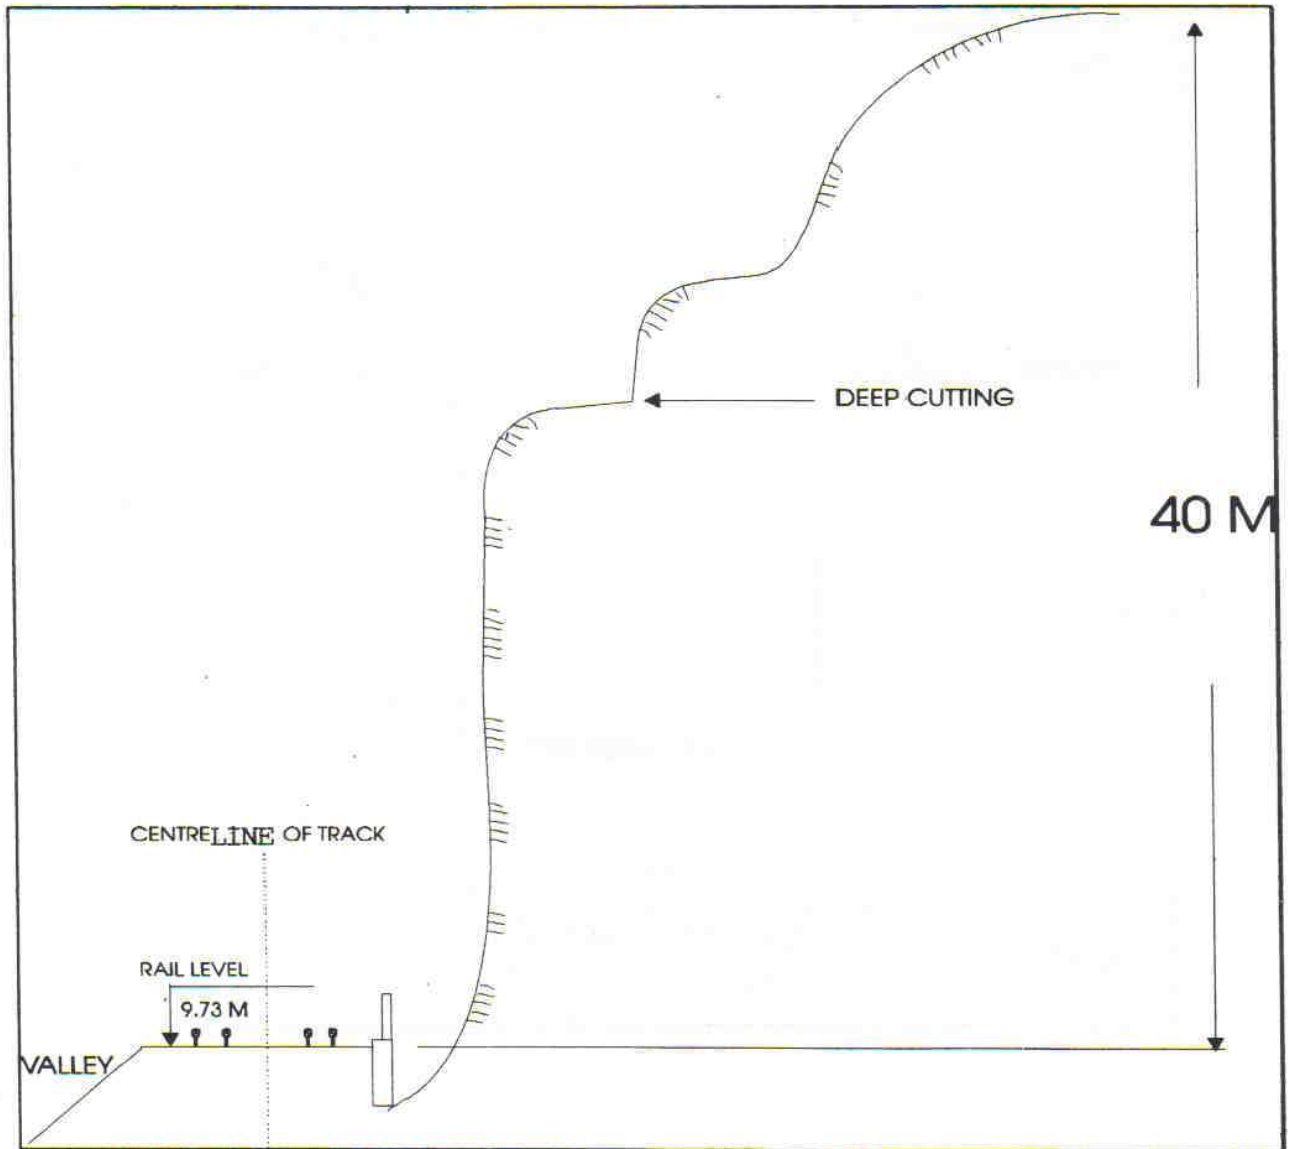 DEEP CUTTING
40 M
CENTRELINE OF TRACK
RAIL LEVEL
9.73 M
VALLEY